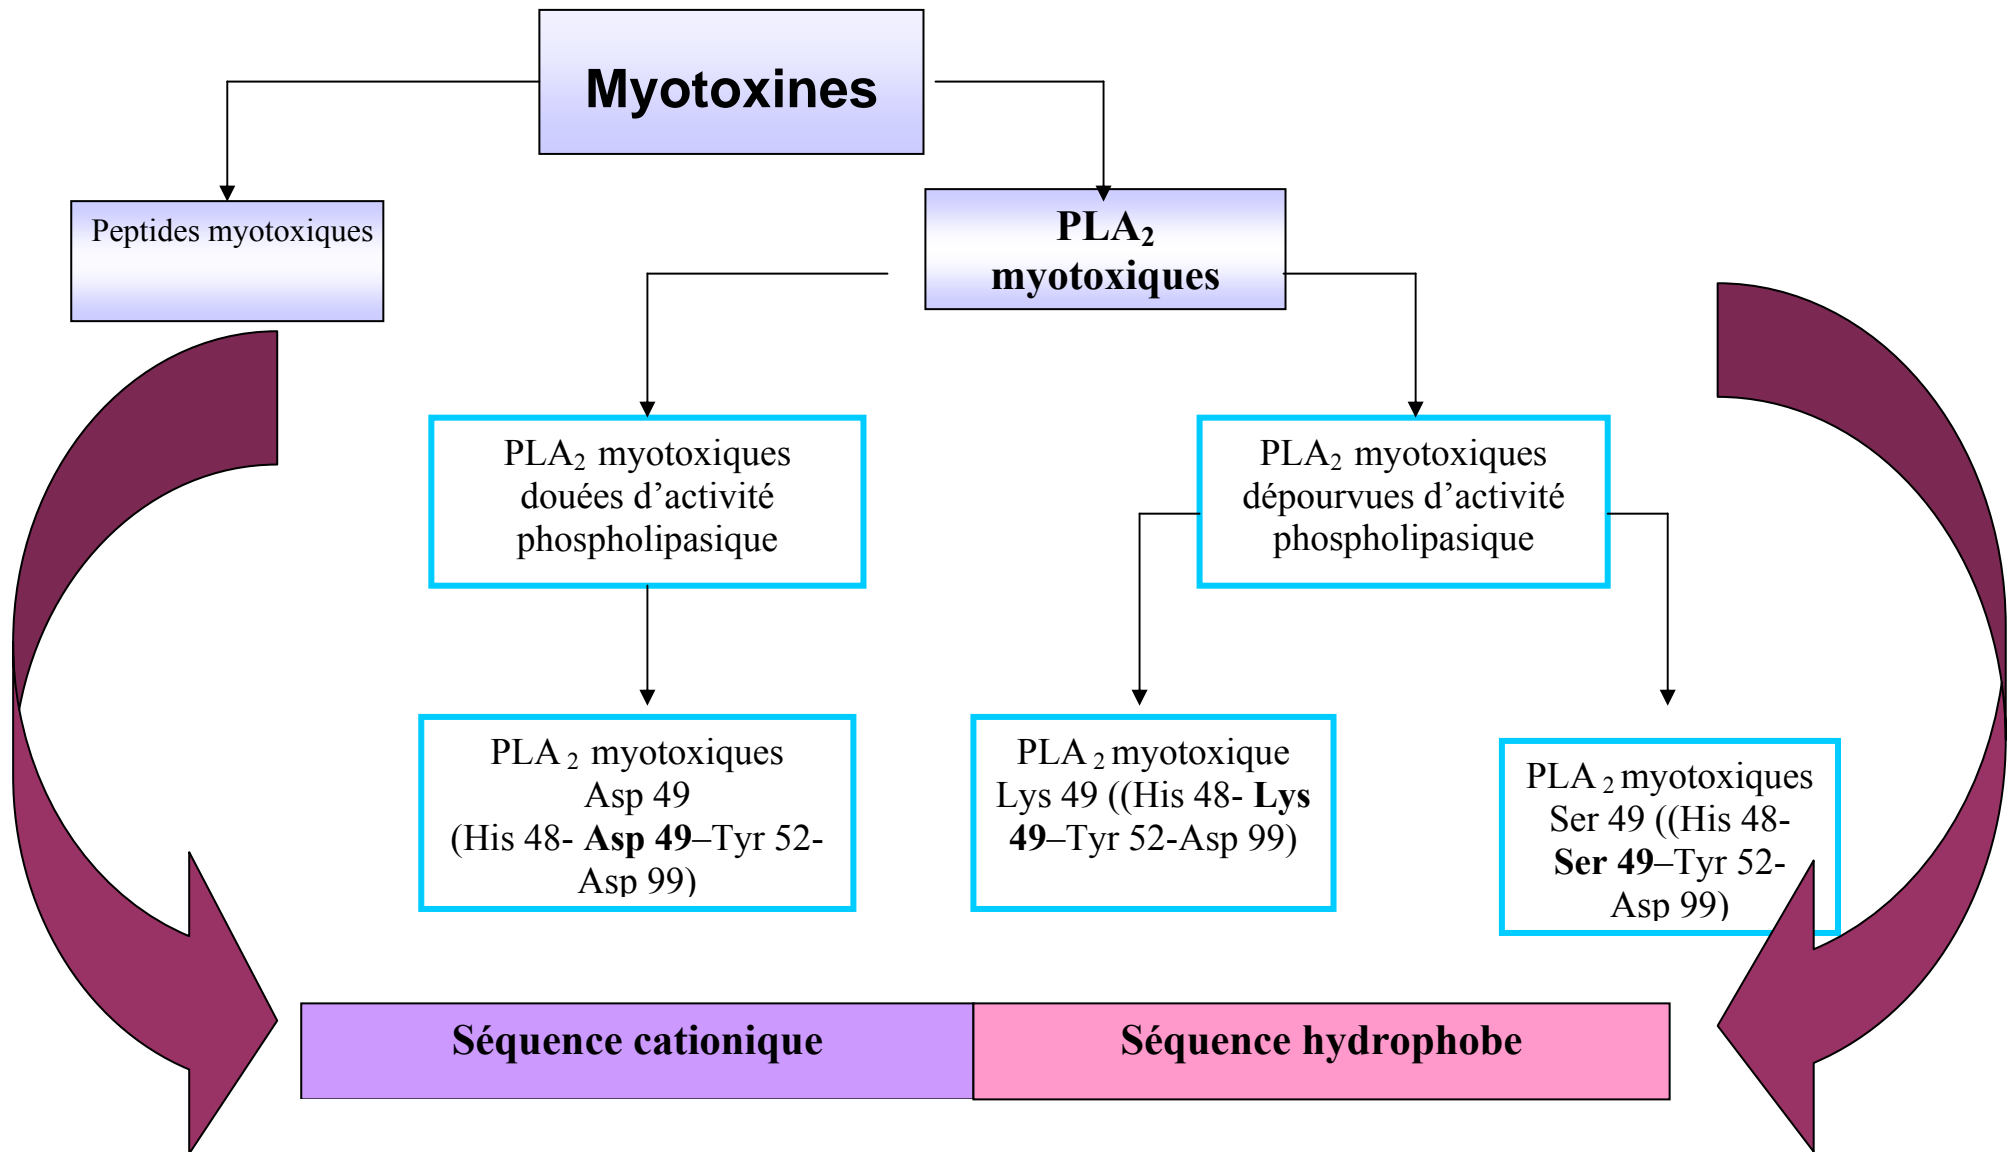 Myotoxines
Peptides myotoxiques
PLA₂
myotoxiques
PLA₂ myotoxiques
douées d’activité
phospholipasique
PLA₂ myotoxiques
dépourvues d’activité
phospholipasique
PLA ₂ myotoxiques
Asp 49
(His 48- Asp 49–Tyr 52-
Asp 99)
PLA ₂ myotoxique
Lys 49 ((His 48- Lys
49–Tyr 52-Asp 99)
PLA ₂ myotoxiques
Ser 49 ((His 48-
Ser 49–Tyr 52-
Asp 99)
Séquence cationique
Séquence hydrophobe